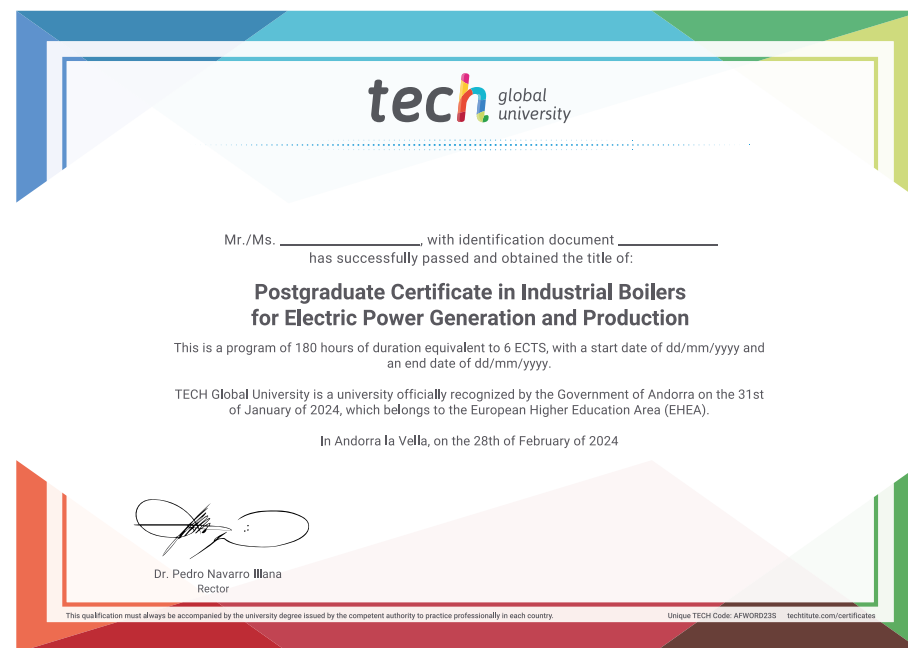 tech global university
Mr./Ms. ____________, with identification document ____________
has successfully passed and obtained the title of:
Postgraduate Certificate in Industrial Boilers
for Electric Power Generation and Production
This is a program of 180 hours of duration equivalent to 6 ECTS, with a start date of dd/mm/yyyy and
an end date of dd/mm/yyyy.
TECH Global University is a university officially recognized by the Government of Andorra on the 31st
of January of 2024, which belongs to the European Higher Education Area (EHEA).
In Andorra la Vella, on the 28th of February of 2024
Dr. Pedro Navarro Illana
Rector
This qualification must always be accompanied by the university degree issued by the competent authority to practice professionally in each country.
Unique TECH Code: AFWORD23S techtitute.com/certificates